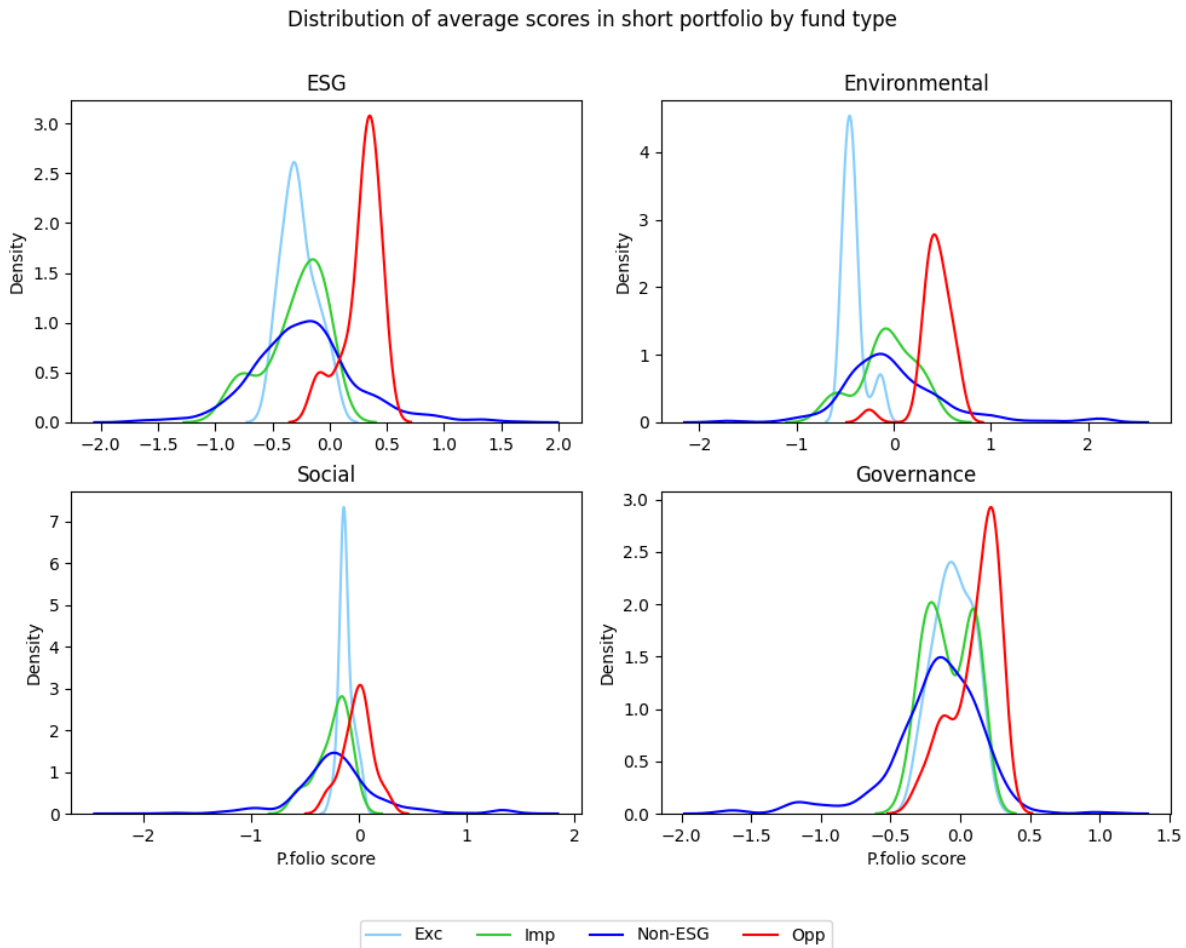 Distribution of average scores in short portfolio by fund type
ESG
Density
3.0
2.5
2.0
1.5
1.0
0.5
0.0
−2.0 −1.5 −1.0 −0.5 0.0 0.5 1.0 1.5 2.0
Environmental
Density
4
3
2
1
0
−2 −1 0 1 2
Social
Density
7
6
5
4
3
2
1
0
−2 −1 0 1 2
P.folio score
Governance
Density
3.0
2.5
2.0
1.5
1.0
0.5
0.0
−2.0 −1.5 −1.0 −0.5 0.0 0.5 1.0 1.5
P.folio score
Exc Imp Non-ESG Opp